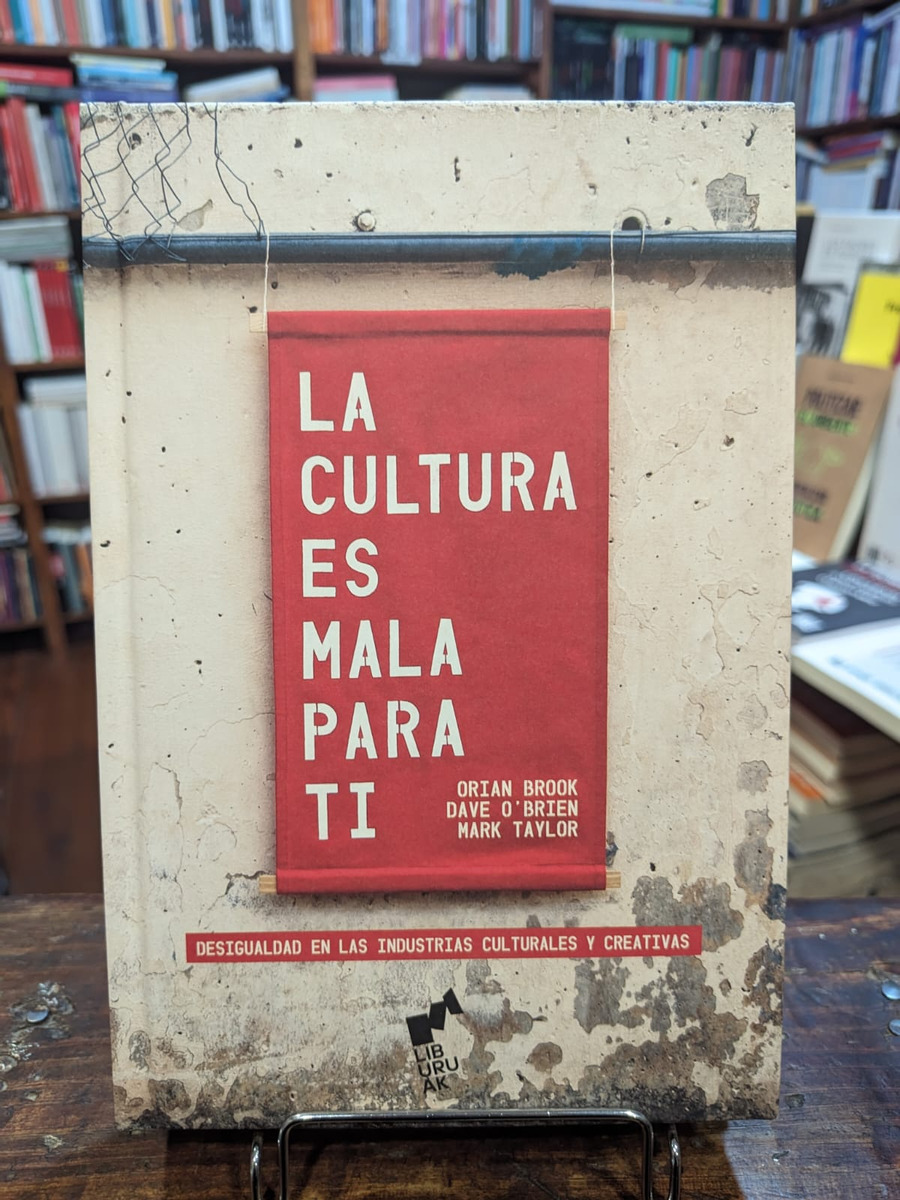 LA
CULTURA
ES
MALA
PARA
TI
ORIAN BROOK
DAVE O'BRIEN
MARK TAYLOR
DESIGUALDAD EN LAS INDUSTRIAS CULTURALES Y CREATIVAS
LIB
URU
AK
POLITIZAR